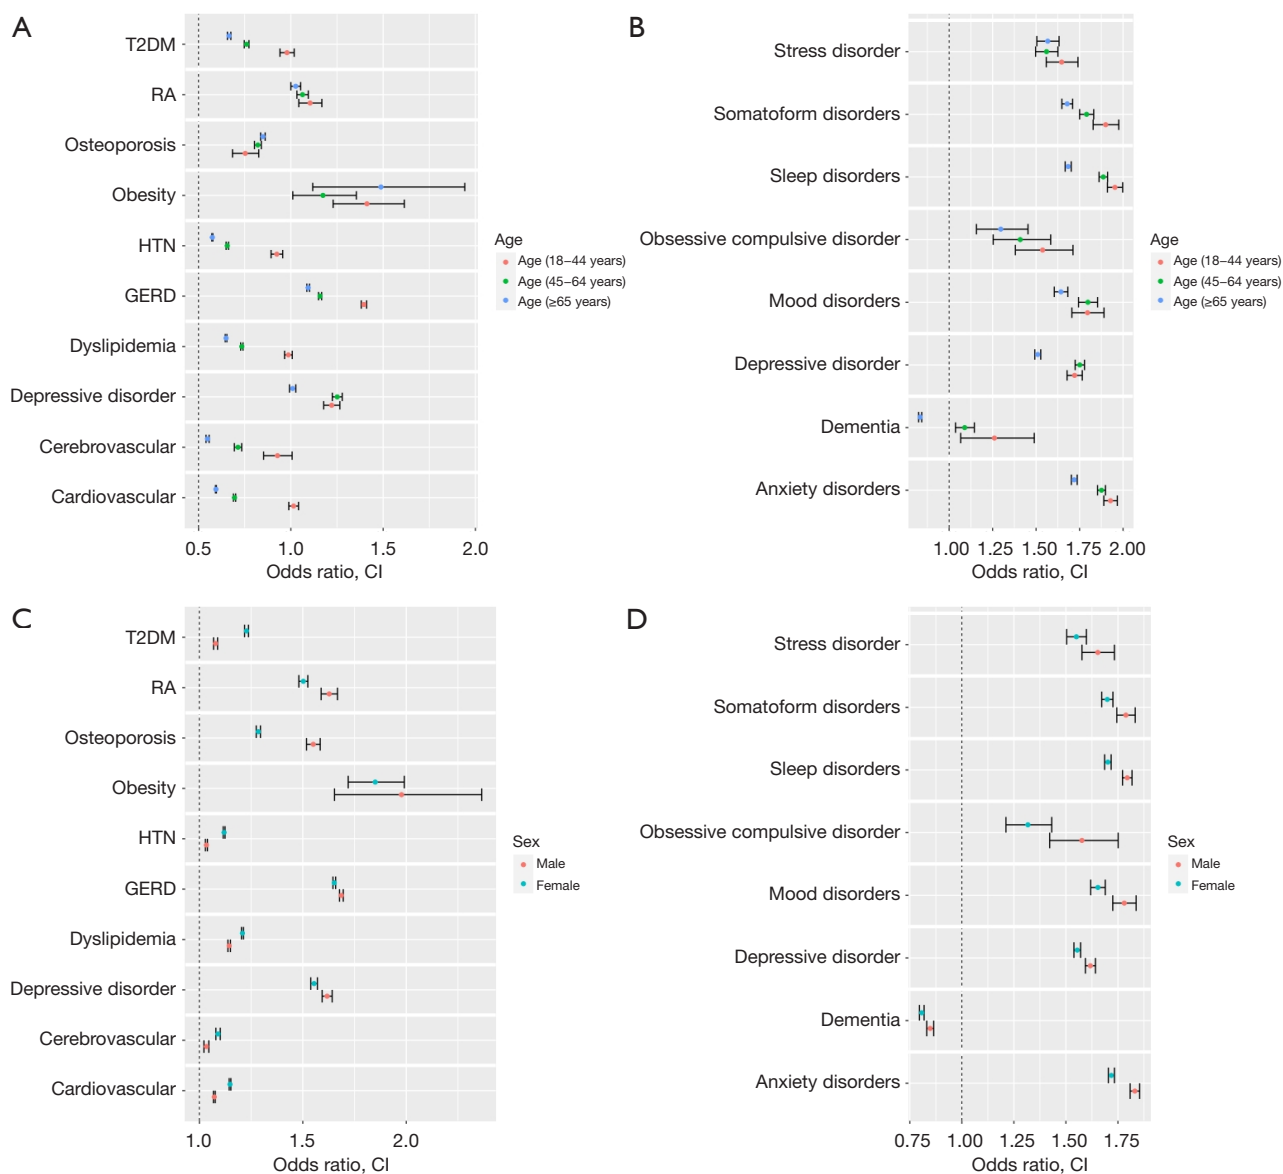 A
T2DM
RA
Osteoporosis
Obesity
HTN
GERD
Dyslipidemia
Depressive disorder
Cerebrovascular
Cardiovascular
0.5 1.0 1.5 2.0
Odds ratio, CI
Age
Age (18–44 years)
Age (45–64 years)
Age (≥65 years)
B
Stress disorder
Somatoform disorders
Sleep disorders
Obsessive compulsive disorder
Mood disorders
Depressive disorder
Dementia
Anxiety disorders
1.00 1.25 1.50 1.75 2.00
Odds ratio, CI
Age
Age (18–44 years)
Age (45–64 years)
Age (≥65 years)
C
T2DM
RA
Osteoporosis
Obesity
HTN
GERD
Dyslipidemia
Depressive disorder
Cerebrovascular
Cardiovascular
1.0 1.5 2.0
Odds ratio, CI
Sex
Male
Female
D
Stress disorder
Somatoform disorders
Sleep disorders
Obsessive compulsive disorder
Mood disorders
Depressive disorder
Dementia
Anxiety disorders
0.75 1.00 1.25 1.50 1.75
Odds ratio, CI
Sex
Male
Female